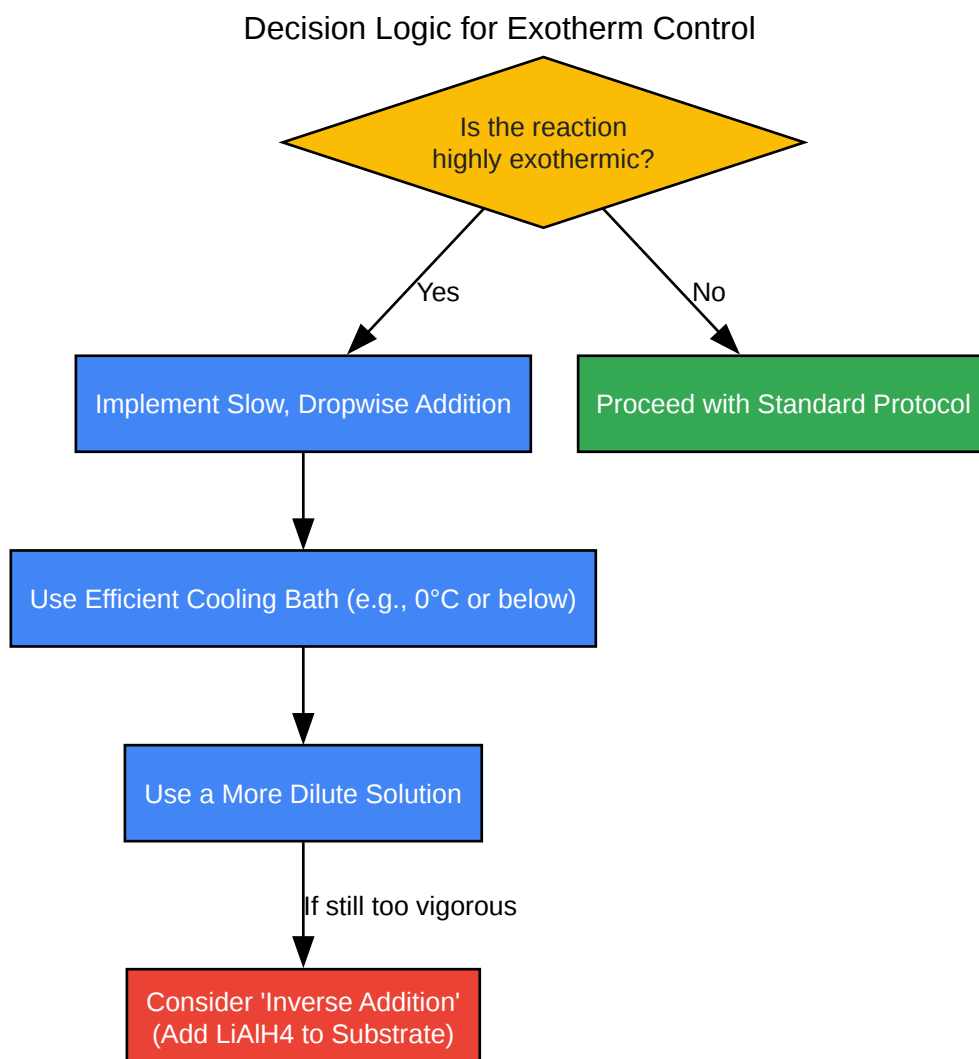 Decision Logic for Exotherm Control
Is the reaction
highly exothermic?
Yes
No
Implement Slow, Dropwise Addition
Proceed with Standard Protocol
Use Efficient Cooling Bath (e.g., 0°C or below)
Use a More Dilute Solution
If still too vigorous
Consider 'Inverse Addition'
(Add LiAlH4 to Substrate)